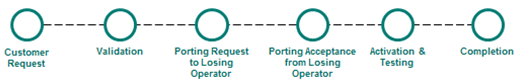 Customer
Request
Validation
Porting Request
to Losing
Operator
Porting Acceptance
from Losing
Operator
Activation &
Testing
Completion